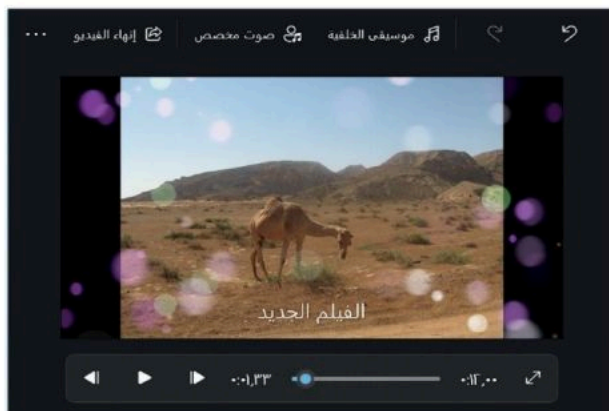 موسيقى الخلفية صوت مخصص إنهاء الفيديو ...
الفيلم الجديد
٠:٠١,٣٣ ٠:١٢,٠٠